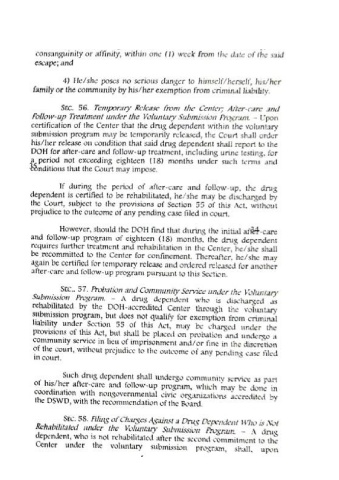 consanguinity or affinity, within one (1) week from the date of the said
escape; and
4) He/she poses no serious danger to himself/herself, his/her
family or the community by his/her exemption from criminal liability.
SEC. 56. Temporary Release from the Center; After-care and
Follow-up Treatment under the Voluntary Submission Program. – Upon
certification of the Center that the drug dependent within the voluntary
submission program may be temporarily released, the Court shall order
his/her release on condition that said drug dependent shall report to the
DOH for after-care and follow-up treatment, including urine testing, for
a period not exceeding eighteen (18) months under such terms and
conditions that the Court may impose.
If during the period of after-care and follow-up, the drug
dependent is certified to be rehabilitated, he/she may be discharged by
the Court, subject to the provisions of Section 55 of this Act, without
prejudice to the outcome of any pending case filed in court.
However, should the DOH find that during the initial after-care
and follow-up program of eighteen (18) months, the drug dependent
requires further treatment and rehabilitation in the Center, he/she shall
be recommitted to the Center for confinement. Thereafter, he/she may
again be certified for temporary release and ordered released for another
after-care and follow-up program pursuant to this Section.
SEC. 57. Probation and Community Service under the Voluntary
Submission Program. – A drug dependent who is discharged as
rehabilitated by the DOH-accredited Center through the voluntary
submission program, but does not qualify for exemption from criminal
liability under Section 55 of this Act, may be charged under the
provisions of this Act, but shall be placed on probation and undergo a
community service in lieu of imprisonment and/or fine in the discretion
of the court, without prejudice to the outcome of any pending case filed
in court.
Such drug dependent shall undergo community service as part
of his/her after-care and follow-up program, which may be done in
coordination with nongovernmental civic organizations accredited by
the DSWD, with the recommendation of the Board.
SEC. 58. Filing of Charges Against a Drug Dependent Who is Not
Rehabilitated under the Voluntary Submission Program. – A drug
dependent, who is not rehabilitated after the second commitment to the
Center under the voluntary submission program, shall, upon